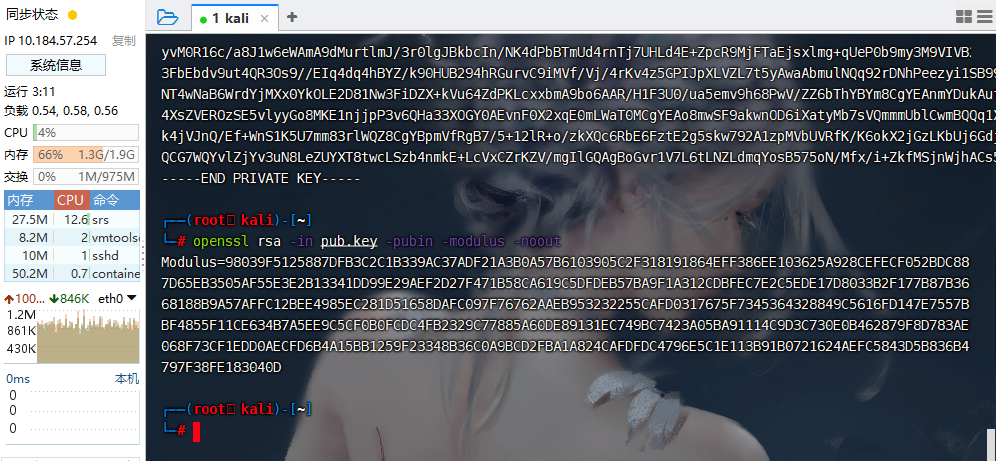 同步状态
IP 10.184.57.254 复制
系统信息
运行 3:11
负载 0.54, 0.58, 0.56
CPU 4%
内存 66% 1.3G/1.9G
交换 0% 1M/975M
内存 CPU 命令
27.5M 12.6 srs
8.2M 2 vmtools
10M 1 sshd
50.2M 0.7 containe
100... 846K eth0
1.2M
861K
430K
0ms 本机
0
0
0
1 kali
yvM0R16c/a8J1w6eWAmA9dMurtlmJ/3r0lgJBkbcIn/NK4dPbBTmUd4rnTj7UHLd4E+ZpcR9MjFTaEjsxlmg+qUeP0b9my3M9VIVB
3FbEbdv9ut4QR3Os9//EIq4dq4hBYZ/k90HUB294hRGurvC9iMVf/Vj/4rKv4z5GPIJpXLVZL7t5yAwaAbmulNQq92rDNhPeezyi1SB9
NT4wNaB6WrdYjMXx0YkOLE2D81Nw3FiDZX+kVu64ZdPKLcxxbmA9bo6AAR/H1F3U0/ua5emv9h68PwV/ZZ6bThYBYm8CgYEAnmYDukAu
4XsZVEROzSE5vlyyGo8MKE1njjpP3v6QHa33XOGY0AEvnF0X2xqE0mLWaT0MCgYEAo8mwSF9akwnOD6iXatyMb7sVQmmmUblCwmBQQq1
k4jVJnQ/Ef+WnS1K5U7mm83rlWQZ8CgYBpmVfRgB7/5+12lR+o/zkXQc6RbE6FztE2g5skw792A1zpMVbUVRfK/K6okX2jGzLKbUj6Gd
QCG7WQYvlZjYv3uN8LeZUYXT8twcLSzb4nmkE+LcVxCZrKZV/mgIlGQAgBoGvr1V7L6tLNZLdmqYosB575oN/Mfx/i+ZkfMSjnWjhACs
-----END PRIVATE KEY-----
┌──(root kali)-[~]
└─# openssl rsa -in pub.key -pubin -modulus -noout
Modulus=98039F5125887DFB3C2C1B339AC37ADF21A3B0A57B6103905C2F318191864EFF386EE103625A928CEFECF052BDC88
7D65EB3505AF55E3E2B13341DD99E29AEF2D27F471B58CA619C5DFDEB57BA9F1A312CDBFEC7E2C5EDE17D8033B2F177B87B36
68188B9A57AFFC12BEE4985EC281D51658DAFC097F76762AAEB953232255CAFD0317675F7345364328849C5616FD147E7557B
BF4855F11CE634B7A5EE9C5CF0B0FCDC4FB2329C77885A60DE89131EC749BC7423A05BA91114C9D3C730E0B462879F8D783AE
068F73CF1EDD0AECFD6B4A15BB1259F23348B36C0A9BCD2FBA1A824CAFDFDC4796E5C1E113B91B0721624AEFC5843D5B836B4
797F38FE183040D
┌──(root kali)-[~]
└─#